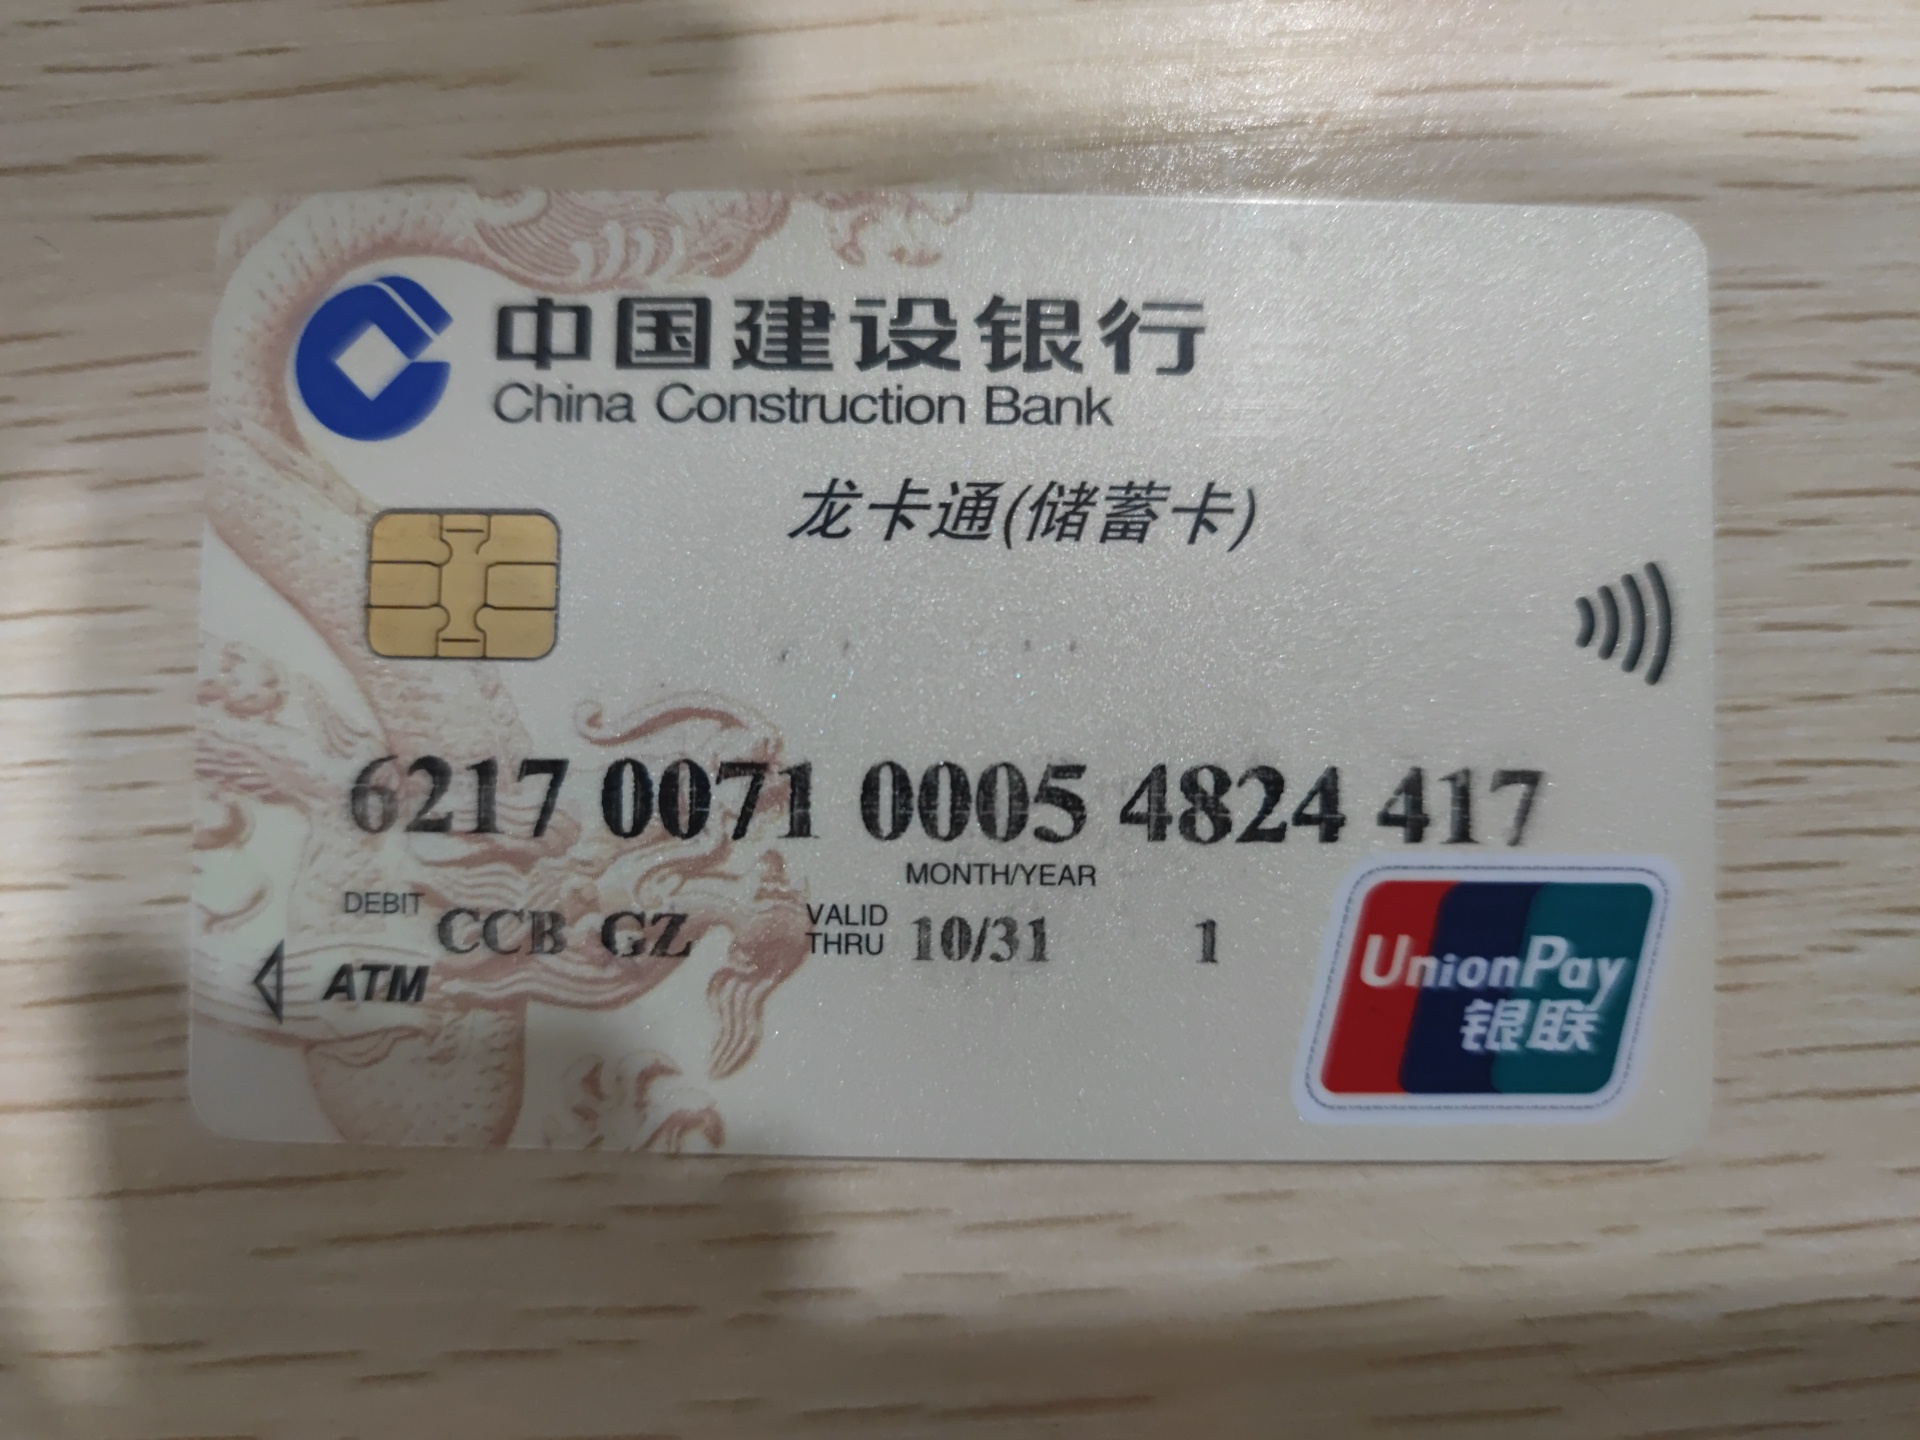 中国建设银行
China Construction Bank
龙卡通(储蓄卡)
6217 0071 0005 4824 417
MONTH/YEAR
DEBIT CCB GZ VALID THRU 10/31 1
ATM
UnionPay
银联